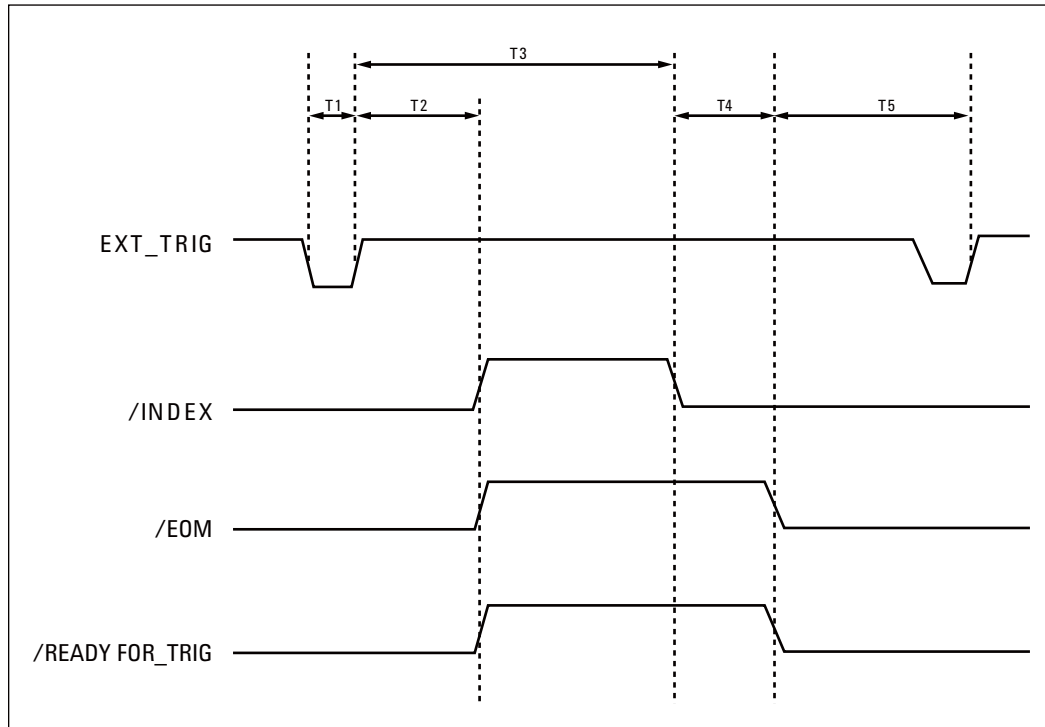 T3
T1 T2 T4 T5
EXT_TRIG
/INDEX
/EOM
/READY FOR_TRIG